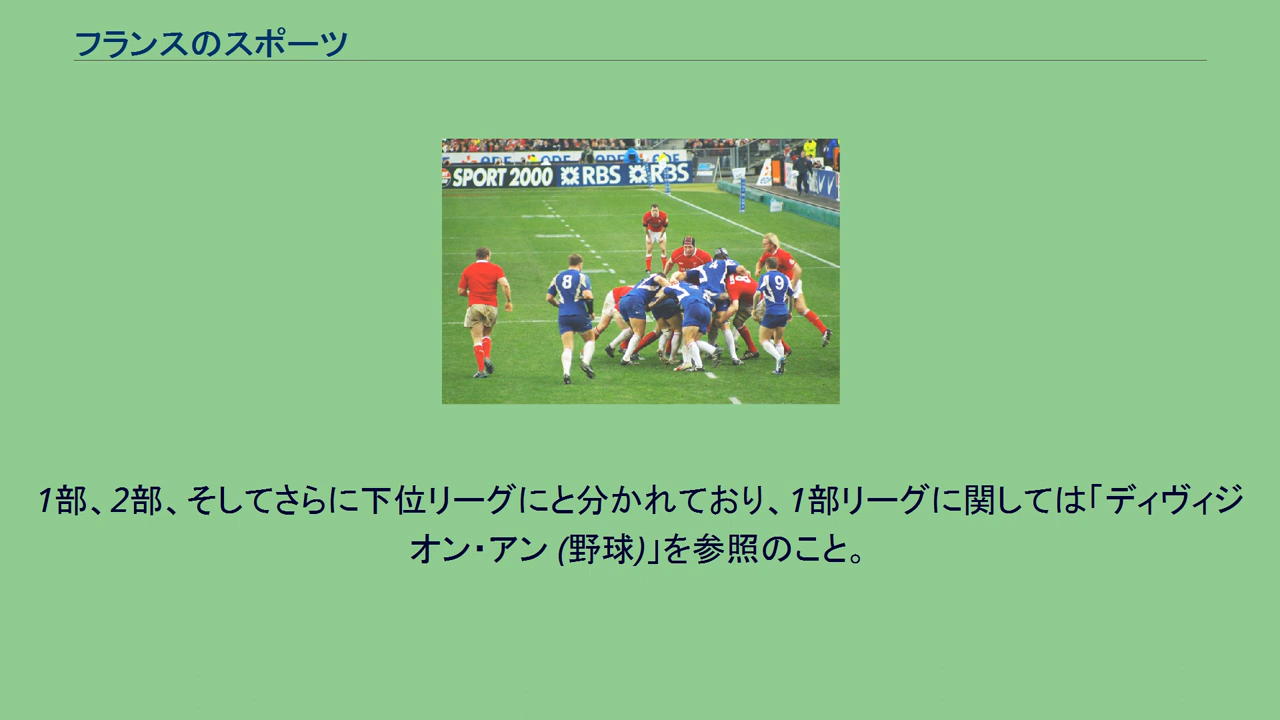 フランスのスポーツ
SPORT 2000 RBS RBS
8
8
9
1部、2部、そしてさらに下位リーグにと分かれており、1部リーグに関しては「ディヴィジ
オン・アン (野球)」を参照のこと。